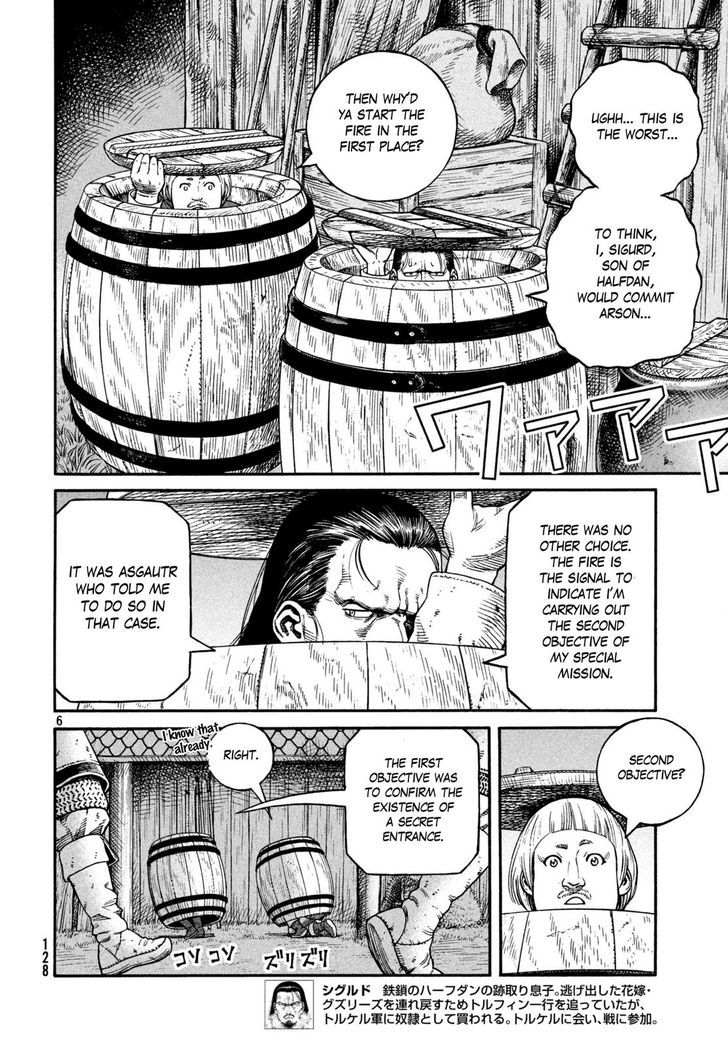 UGHH... THIS IS
THE WORST...
TO THINK,
I, SIGURD,
SON OF
HALFDAN,
WOULD COMMIT
ARSON...
THEN WHY'D
YA START THE
FIRE IN THE
FIRST PLACE?
ワァァァ
THERE WAS NO
OTHER CHOICE.
THE FIRE IS
THE SIGNAL TO
INDICATE I'M
CARRYING OUT
THE SECOND
OBJECTIVE OF
MY SPECIAL
MISSION.
IT WAS ASGAUTR
WHO TOLD ME
TO DO SO IN
THAT CASE.
6
SECOND
OBJECTIVE?
THE FIRST
OBJECTIVE WAS
TO CONFIRM THE
EXISTENCE OF
A SECRET
ENTRANCE.
RIGHT.
I know that
already.
コソ コソ
ズリズリ
128
シグルド 鉄鎖のハーフダンの跡取り息子。逃げ出した花嫁・
グズリーズを連れ戻すためトルフィン一行を追っていたが、
トルケル軍に奴隷として買われる。トルケルに会い、戦に参加。